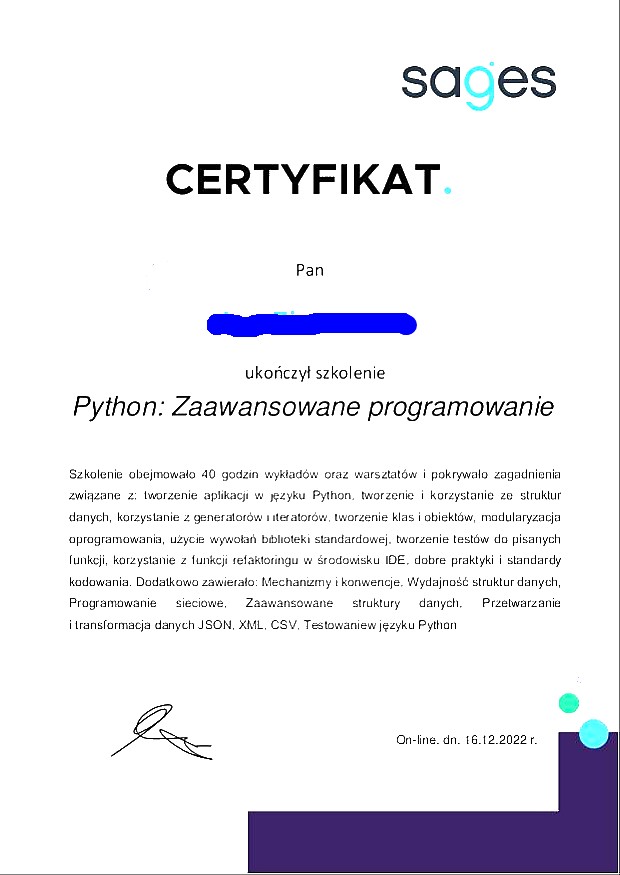 sages
CERTYFIKAT.
Pan
ukończył szkolenie
Python: Zaawansowane programowanie
Szkolenie obejmowało 40 godzin wykładów oraz warsztatów i pokrywało zagadnienia
związane z: tworzenie aplikacji w języku Python, tworzenie i korzystanie ze struktur
danych, korzystanie z generatorów i iteratorów, tworzenie klas i obiektów, modularyzacja
oprogramowania, użycie wywołań biblioteki standardowej, tworzenie testów do pisanych
funkcji, korzystanie z funkcji refaktoringu w środowisku IDE, dobre praktyki i standardy
kodowania. Dodatkowo zawierało: Mechanizmy i konwencje, Wydajność struktur danych,
Programowanie sieciowe, Zaawansowane struktury danych, Przetwarzanie
i transformacja danych JSON, XML, CSV, Testowaniew języku Python
On-line. dn. 16.12.2022 r.